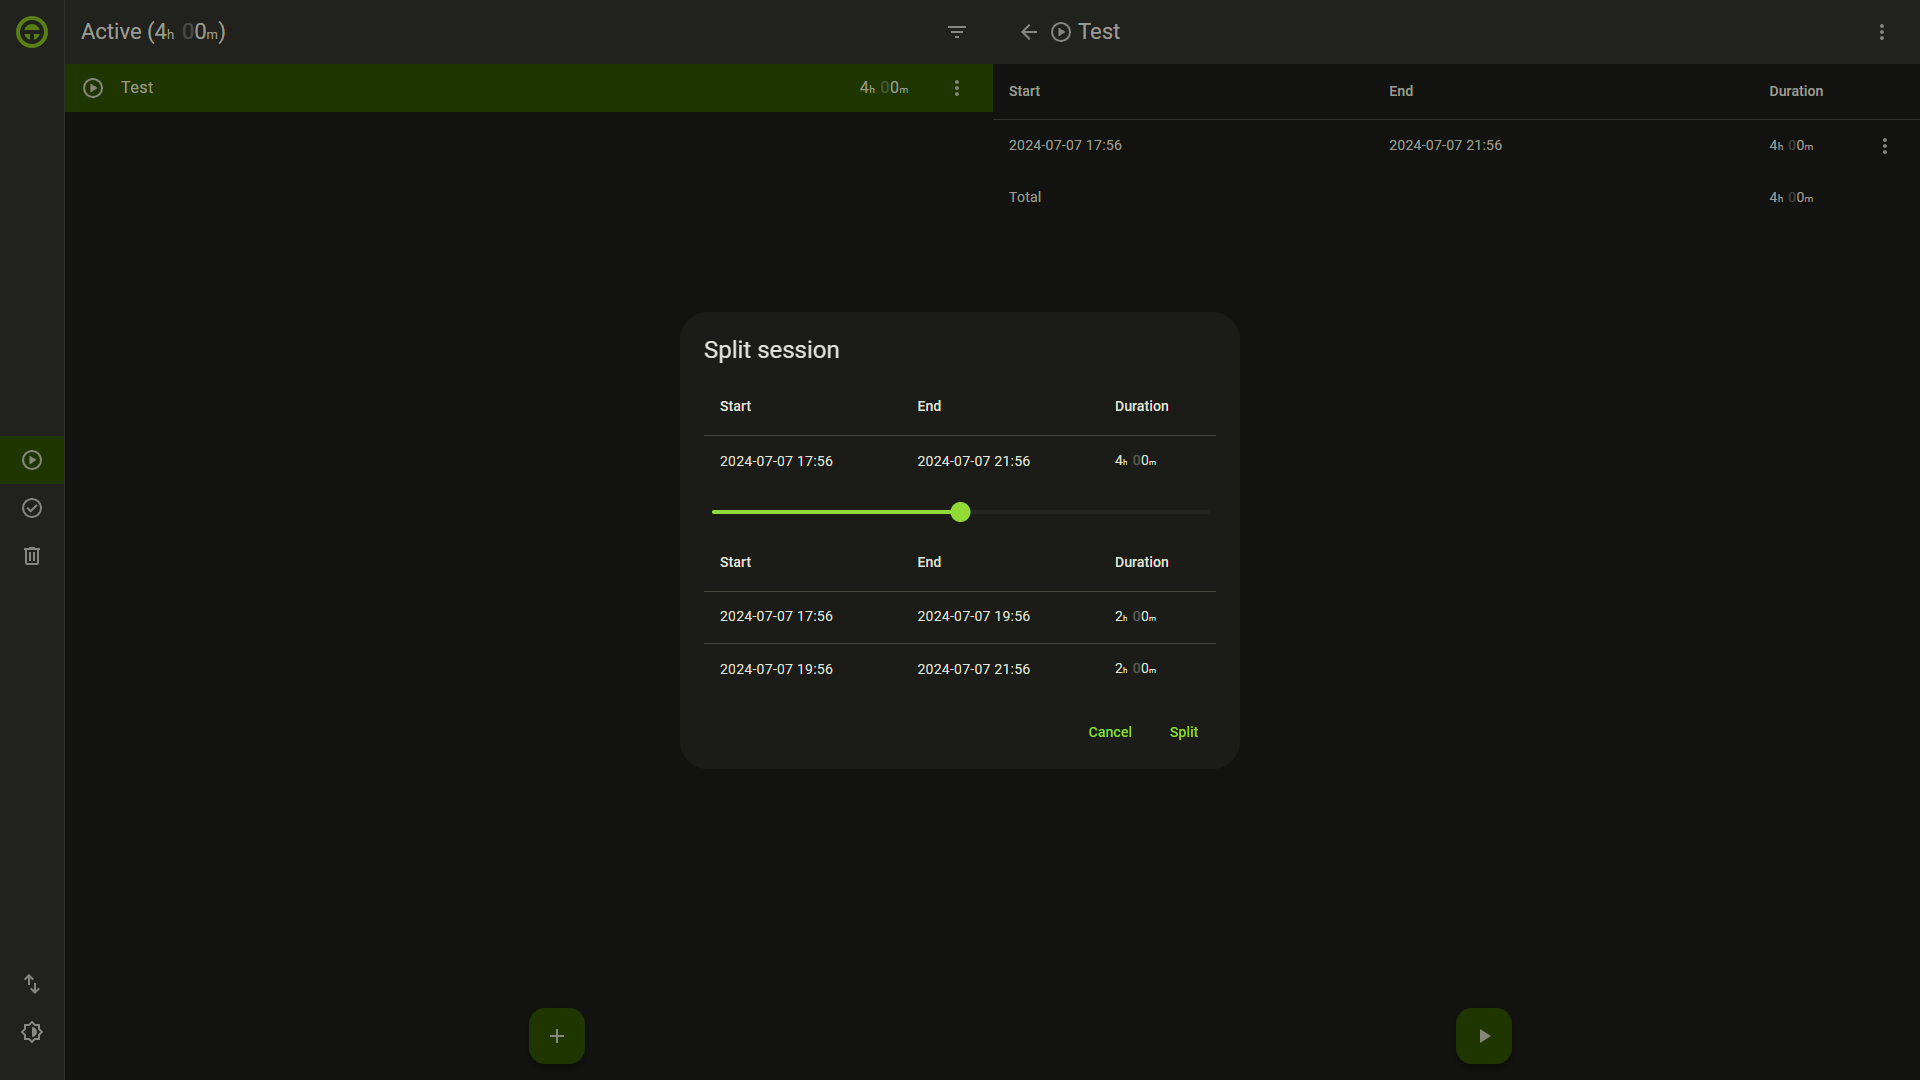 Active (4h 00m)
Test
Test 4h 00m
Start End Duration
2024-07-07 17:56 2024-07-07 21:56 4h 00m
Total 4h 00m
Split session
Start End Duration
2024-07-07 17:56 2024-07-07 21:56 4h 00m
Start End Duration
2024-07-07 17:56 2024-07-07 19:56 2h 00m
2024-07-07 19:56 2024-07-07 21:56 2h 00m
Cancel Split